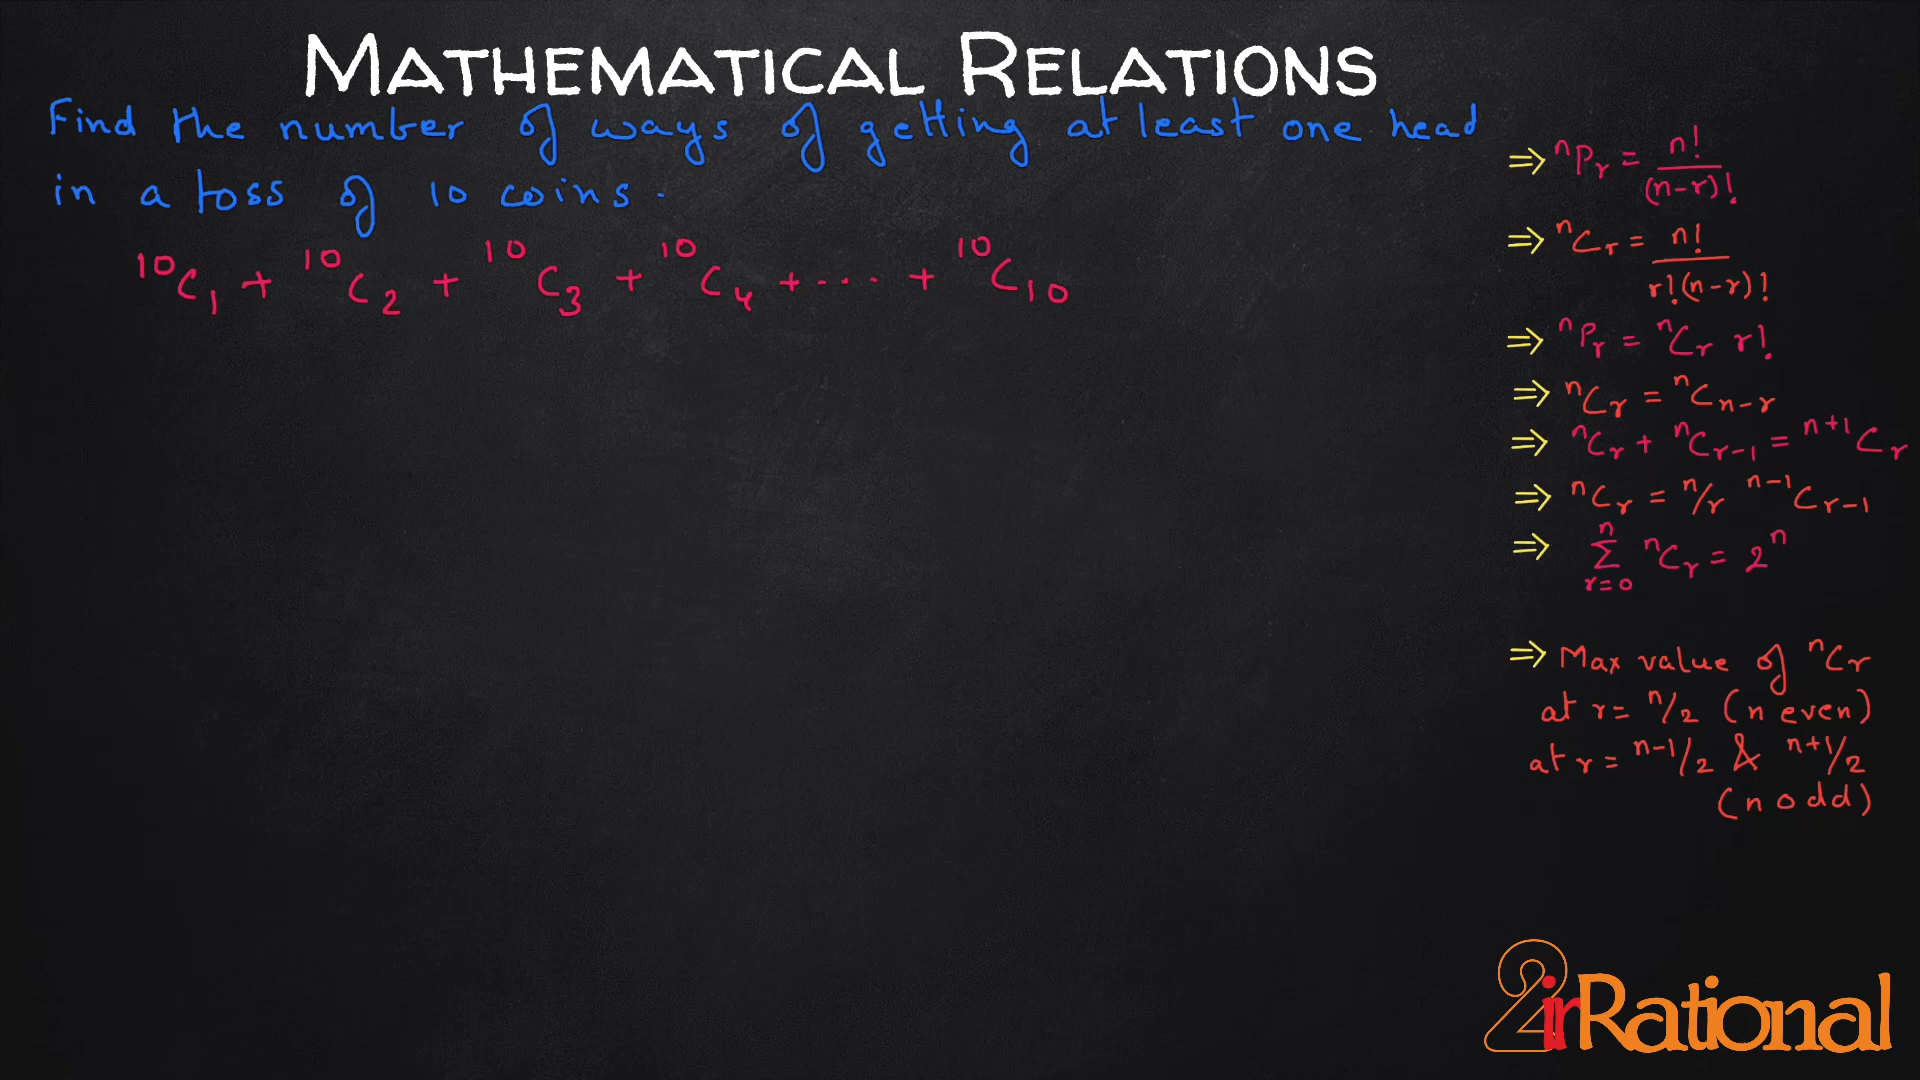 MATHEMATICAL RELATIONS
Find the number of ways of getting at least one head
in a toss of 10 coins.
¹⁰C₁ + ¹⁰C₂ + ¹⁰C₃ + ¹⁰C₄ + .... + ¹⁰C₁₀
⇒ ⁿPᵣ = n!/(n-r)!
⇒ ⁿCᵣ = n!/r!(n-r)!
⇒ ⁿPᵣ = ⁿCᵣ r!
⇒ ⁿCᵣ = ⁿCₙ₋ᵣ
⇒ ⁿCᵣ + ⁿCᵣ₋₁ = ⁿ⁺¹Cᵣ
⇒ ⁿCᵣ = n/r ⁿ⁻¹Cᵣ₋₁
⇒ n Σ r=0 ⁿCᵣ = 2ⁿ
⇒ Max value of ⁿCᵣ
at r = n/2 (n even)
at r = n-1/2 & n+1/2
(n odd)
2irRational